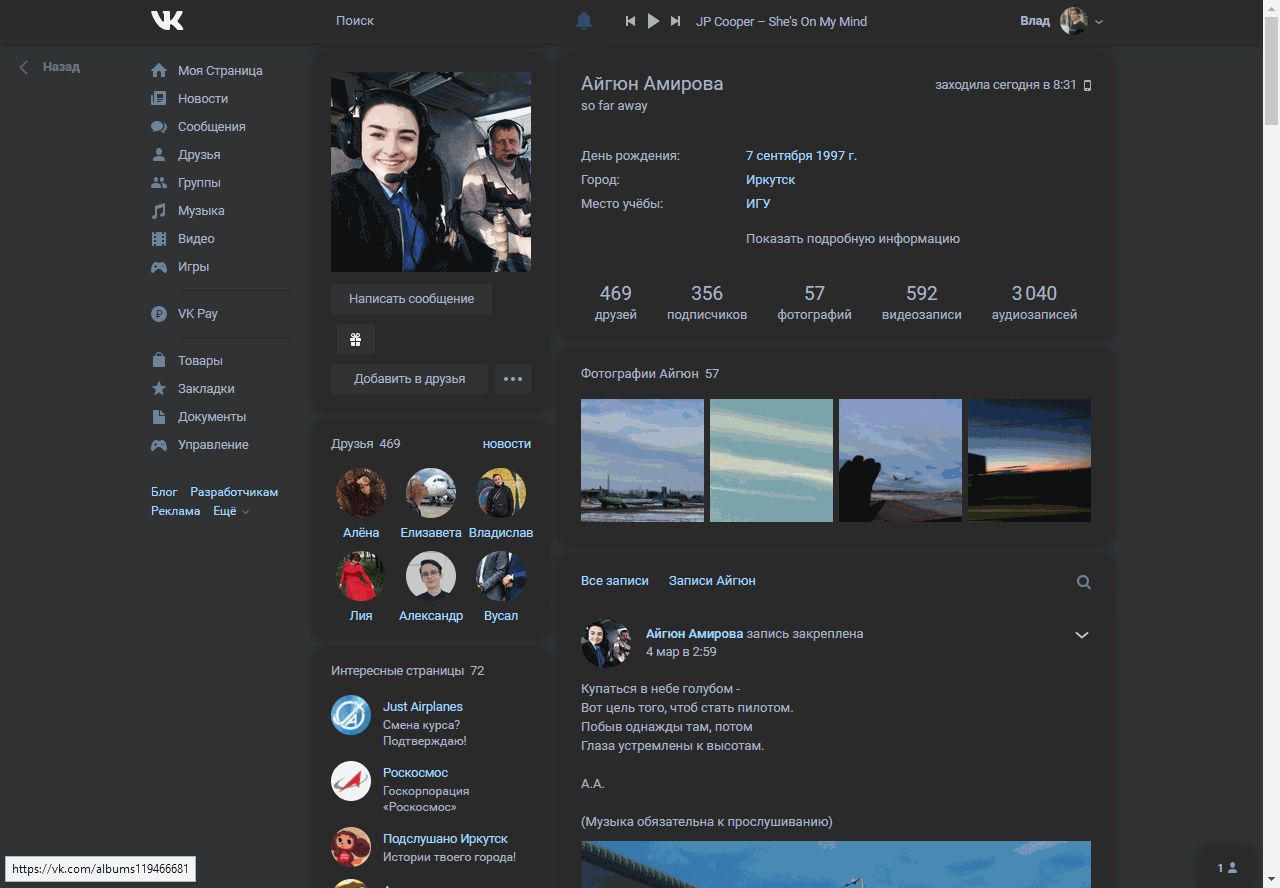 Поиск
JP Cooper – She's On My Mind
Влад
Назад
Моя Страница
Новости
Сообщения
Друзья
Группы
Музыка
Видео
Игры
VK Pay
Товары
Закладки
Документы
Управление
Блог Разработчикам
Реклама Ещё
Написать сообщение
Добавить в друзья
Друзья 469 новости
Алёна Елизавета Владислав
Лия Александр Вусал
Интересные страницы 72
Just Airplanes
Смена курса?
Подтверждаю!
Роскосмос
Госкорпорация
«Роскосмос»
Подслушано Иркутск
Истории твоего города!
Айгюн Амирова
заходила сегодня в 8:31
so far away
День рождения: 7 сентября 1997 г.
Город: Иркутск
Место учёбы: ИГУ
Показать подробную информацию
469 356 57 592 3 040
друзей подписчиков фотографий видеозаписи аудиозаписей
Фотографии Айгюн 57
Все записи Записи Айгюн
Айгюн Амирова запись закреплена
4 мар в 2:59
Купаться в небе голубом -
Вот цель того, чтоб стать пилотом.
Побыв однажды там, потом
Глаза устремлены к высотам.
А.А.
(Музыка обязательна к прослушиванию)
https://vk.com/albums119466681
1